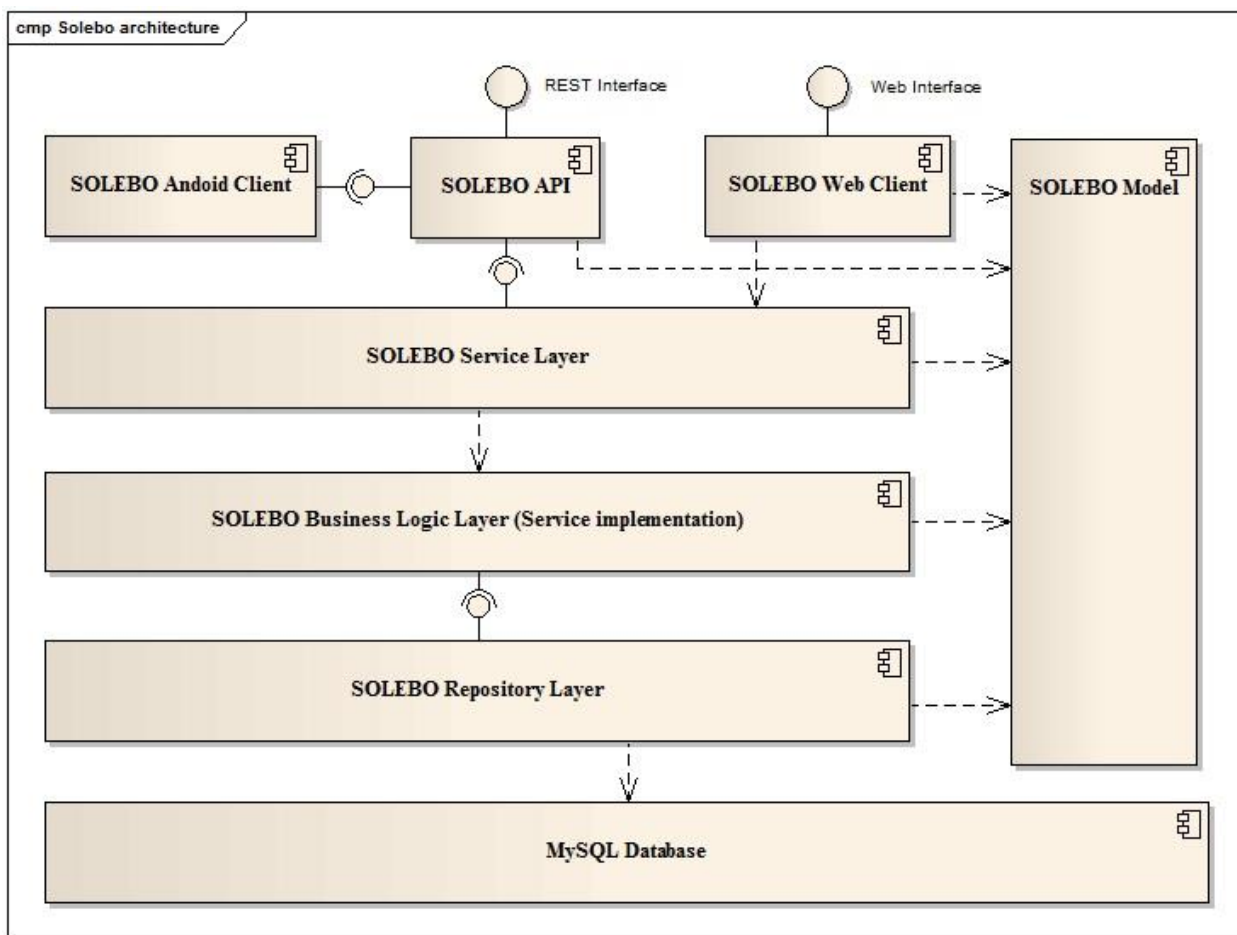 cmp Solebo architecture
REST Interface
Web Interface
SOLEBO Andoid Client
SOLEBO API
SOLEBO Web Client
SOLEBO Model
SOLEBO Service Layer
SOLEBO Business Logic Layer (Service implementation)
SOLEBO Repository Layer
MySQL Database